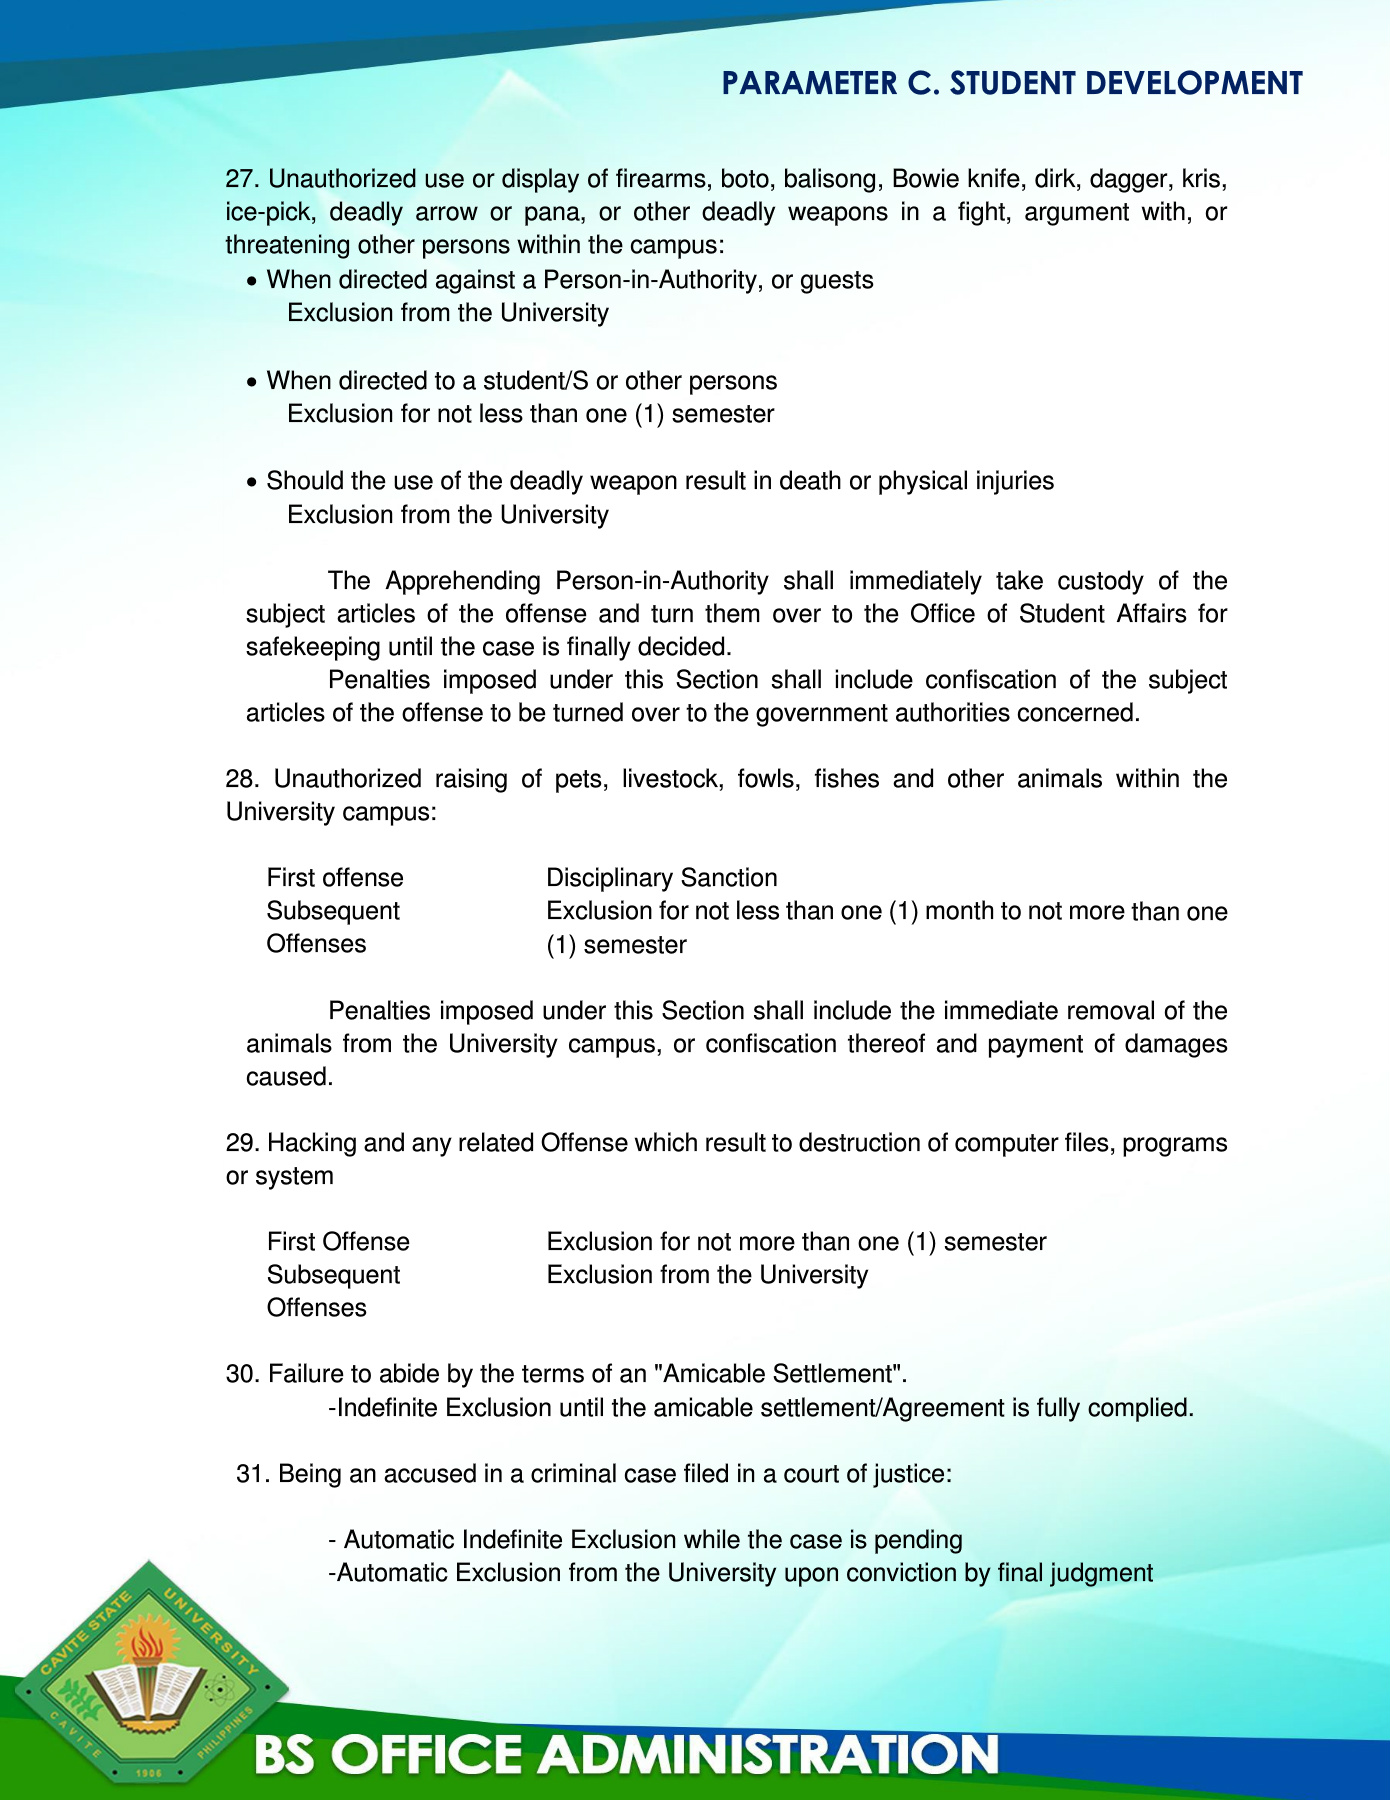 PARAMETER C. STUDENT DEVELOPMENT
27. Unauthorized use or display of firearms, boto, balisong, Bowie knife, dirk, dagger, kris,
ice-pick, deadly arrow or pana, or other deadly weapons in a fight, argument with, or
threatening other persons within the campus:
• When directed against a Person-in-Authority, or guests
Exclusion from the University
• When directed to a student/S or other persons
Exclusion for not less than one (1) semester
• Should the use of the deadly weapon result in death or physical injuries
Exclusion from the University
The Apprehending Person-in-Authority shall immediately take custody of the
subject articles of the offense and turn them over to the Office of Student Affairs for
safekeeping until the case is finally decided.
Penalties imposed under this Section shall include confiscation of the subject
articles of the offense to be turned over to the government authorities concerned.
28. Unauthorized raising of pets, livestock, fowls, fishes and other animals within the
University campus:
First offense Disciplinary Sanction
Subsequent Exclusion for not less than one (1) month to not more than one
Offenses (1) semester
Penalties imposed under this Section shall include the immediate removal of the
animals from the University campus, or confiscation thereof and payment of damages
caused.
29. Hacking and any related Offense which result to destruction of computer files, programs
or system
First Offense Exclusion for not more than one (1) semester
Subsequent Exclusion from the University
Offenses
30. Failure to abide by the terms of an "Amicable Settlement".
-Indefinite Exclusion until the amicable settlement/Agreement is fully complied.
31. Being an accused in a criminal case filed in a court of justice:
- Automatic Indefinite Exclusion while the case is pending
-Automatic Exclusion from the University upon conviction by final judgment
CAVITE STATE UNIVERSITY
CAVITE PHILIPPINES
1906
BS OFFICE ADMINISTRATION